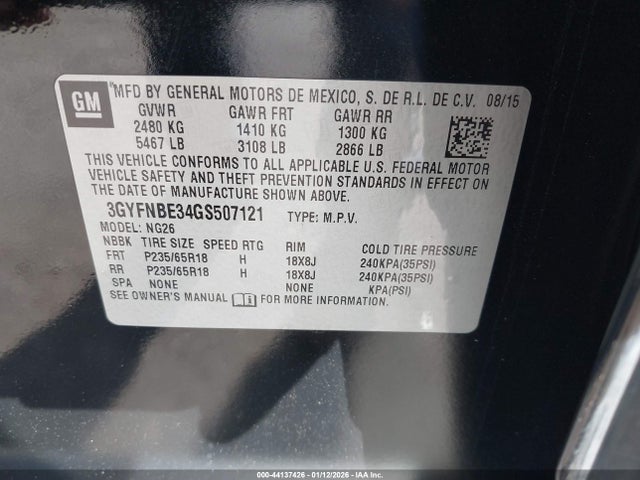 GM
MFD BY GENERAL MOTORS DE MEXICO, S. DE R.L. DE C.V. 08/15
GVWR GAWR FRT GAWR RR
2480 KG 1410 KG 1300 KG
5467 LB 3108 LB 2866 LB
THIS VEHICLE CONFORMS TO ALL APPLICABLE U.S. FEDERAL MOTOR
VEHICLE SAFETY AND THEFT PREVENTION STANDARDS IN EFFECT ON
THE DATE OF MANUFACTURE SHOWN ABOVE.
3GYFNBE34GS507121 TYPE: M.P.V.
MODEL: NG26
NBBK TIRE SIZE SPEED RTG RIM COLD TIRE PRESSURE
FRT P235/65R18 H 18X8J 240KPA(35PSI)
RR P235/65R18 H 18X8J 240KPA(35PSI)
SPA NONE NONE KPA(PSI)
SEE OWNER'S MANUAL FOR MORE INFORMATION.
000-44137426 - 01/12/2026 - IAA Inc.